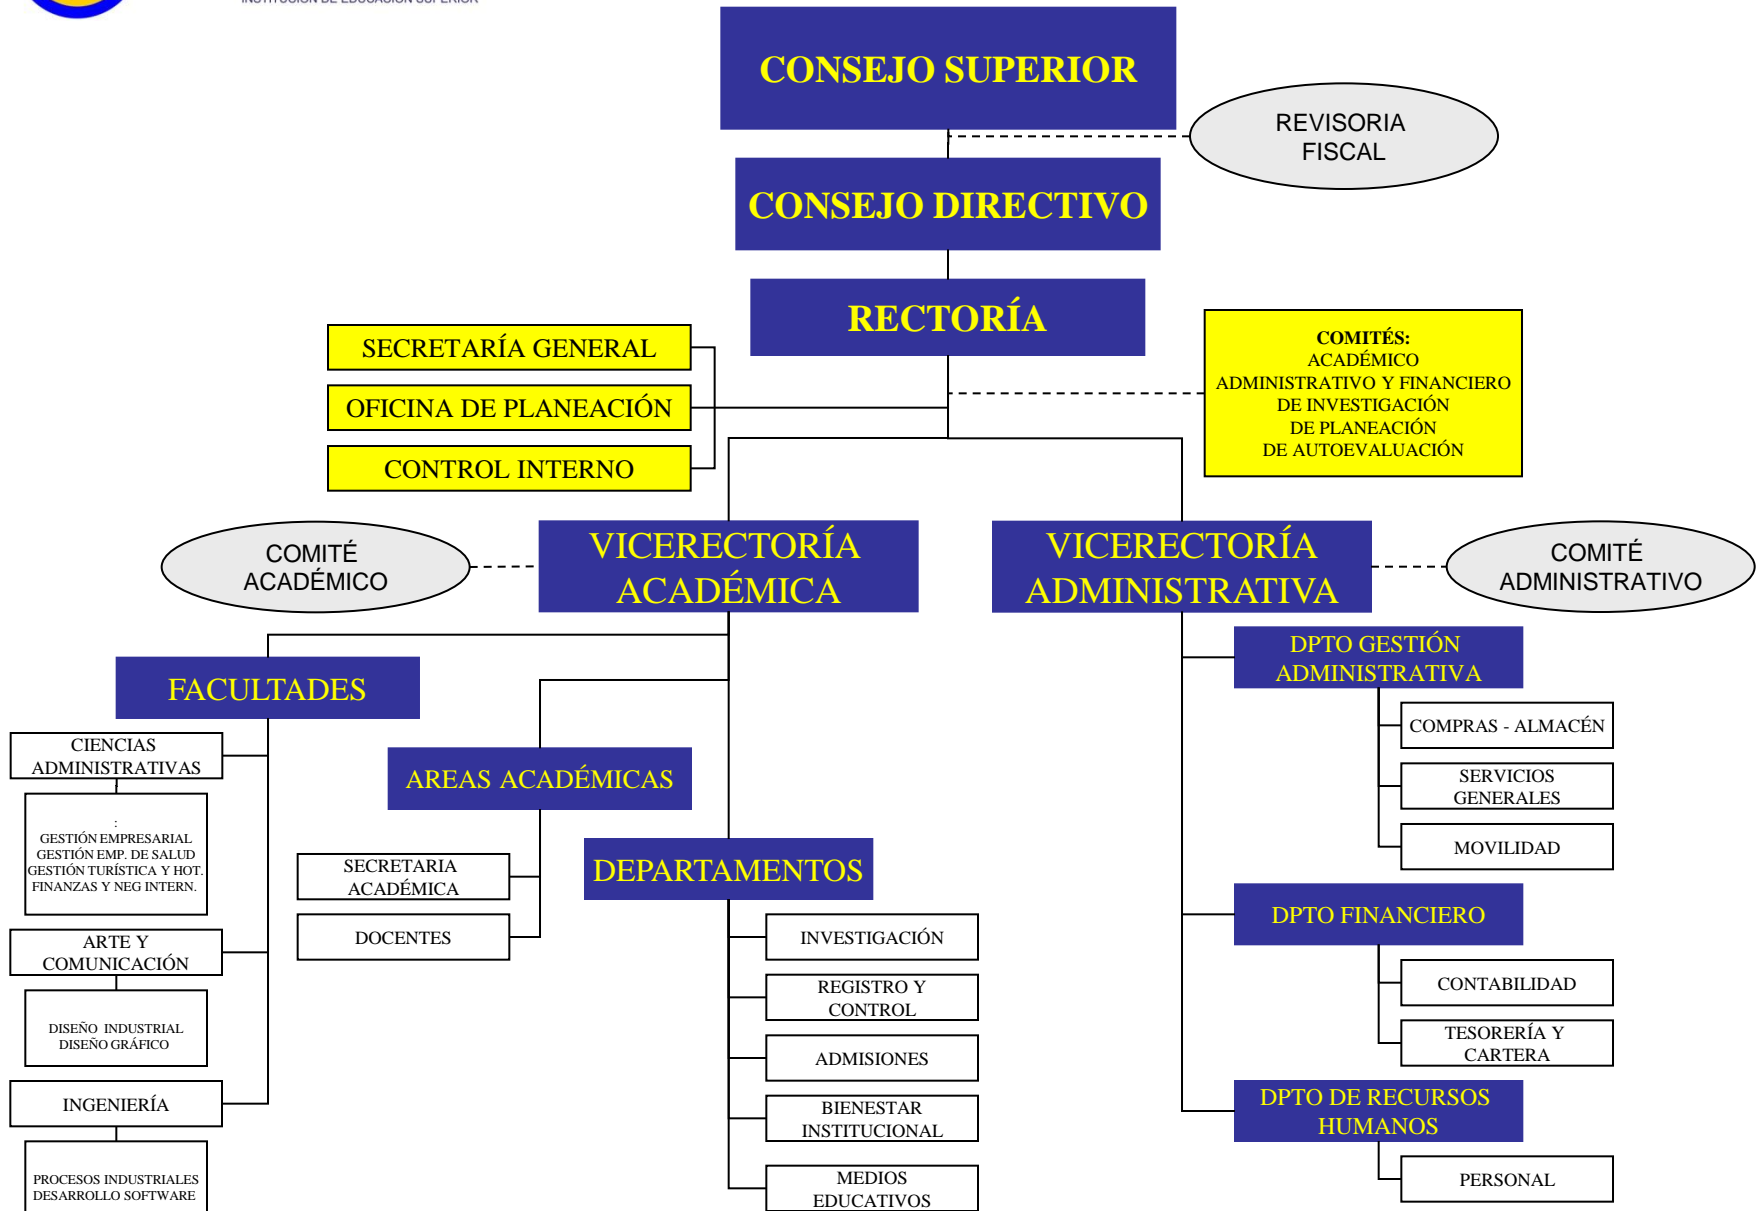 INSTITUCIÓN DE EDUCACIÓN SUPERIOR
CONSEJO SUPERIOR
REVISORIA
FISCAL
CONSEJO DIRECTIVO
RECTORÍA
SECRETARÍA GENERAL
OFICINA DE PLANEACIÓN
CONTROL INTERNO
COMITÉS:
ACADÉMICO
ADMINISTRATIVO Y FINANCIERO
DE INVESTIGACIÓN
DE PLANEACIÓN
DE AUTOEVALUACIÓN
COMITÉ
ACADÉMICO
VICERECTORÍA
ACADÉMICA
VICERECTORÍA
ADMINISTRATIVA
COMITÉ
ADMINISTRATIVO
FACULTADES
CIENCIAS
ADMINISTRATIVAS
:
GESTIÓN EMPRESARIAL
GESTIÓN EMP. DE SALUD
GESTIÓN TURÍSTICA Y HOT.
FINANZAS Y NEG INTERN.
ARTE Y
COMUNICACIÓN
DISEÑO INDUSTRIAL
DISEÑO GRÁFICO
INGENIERÍA
PROCESOS INDUSTRIALES
DESARROLLO SOFTWARE
AREAS ACADÉMICAS
SECRETARIA
ACADÉMICA
DOCENTES
DEPARTAMENTOS
INVESTIGACIÓN
REGISTRO Y
CONTROL
ADMISIONES
BIENESTAR
INSTITUCIONAL
MEDIOS
EDUCATIVOS
DPTO GESTIÓN
ADMINISTRATIVA
COMPRAS - ALMACÉN
SERVICIOS
GENERALES
MOVILIDAD
DPTO FINANCIERO
CONTABILIDAD
TESORERÍA Y
CARTERA
DPTO DE RECURSOS
HUMANOS
PERSONAL